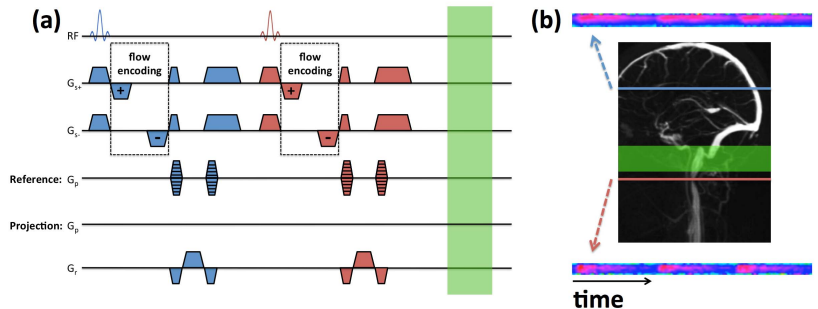 (a)
RF
flow encoding
flow encoding
Gs+
+
+
Gs-
-
-
Reference: Gp
Projection: Gp
Gr
(b)
time